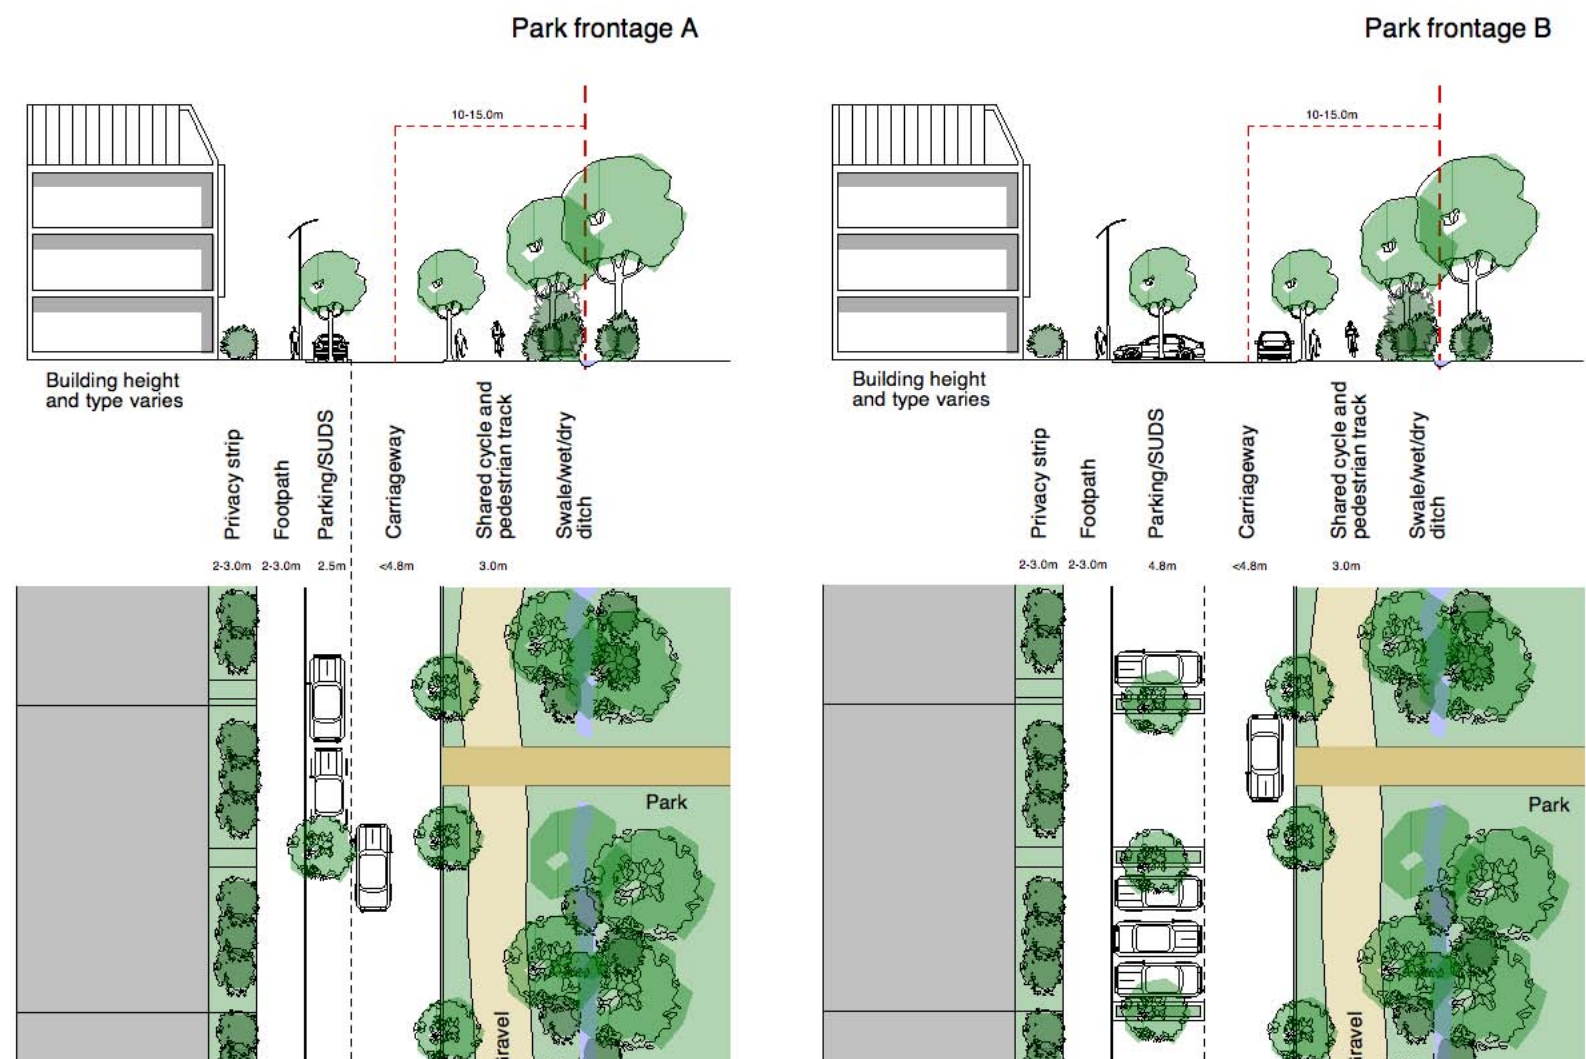 Park frontage A
10-15.0m
Building height
and type varies
Privacy strip
Footpath
Parking/SUDS
Carriageway
Shared cycle and
pedestrian track
Swale/wet/dry
ditch
2-3.0m
2-3.0m
2.5m
<4.8m
3.0m
Park
Park frontage B
10-15.0m
Building height
and type varies
Privacy strip
Footpath
Parking/SUDS
Carriageway
Shared cycle and
pedestrian track
Swale/wet/dry
ditch
2-3.0m
2-3.0m
4.8m
<4.8m
3.0m
Park
Gravel